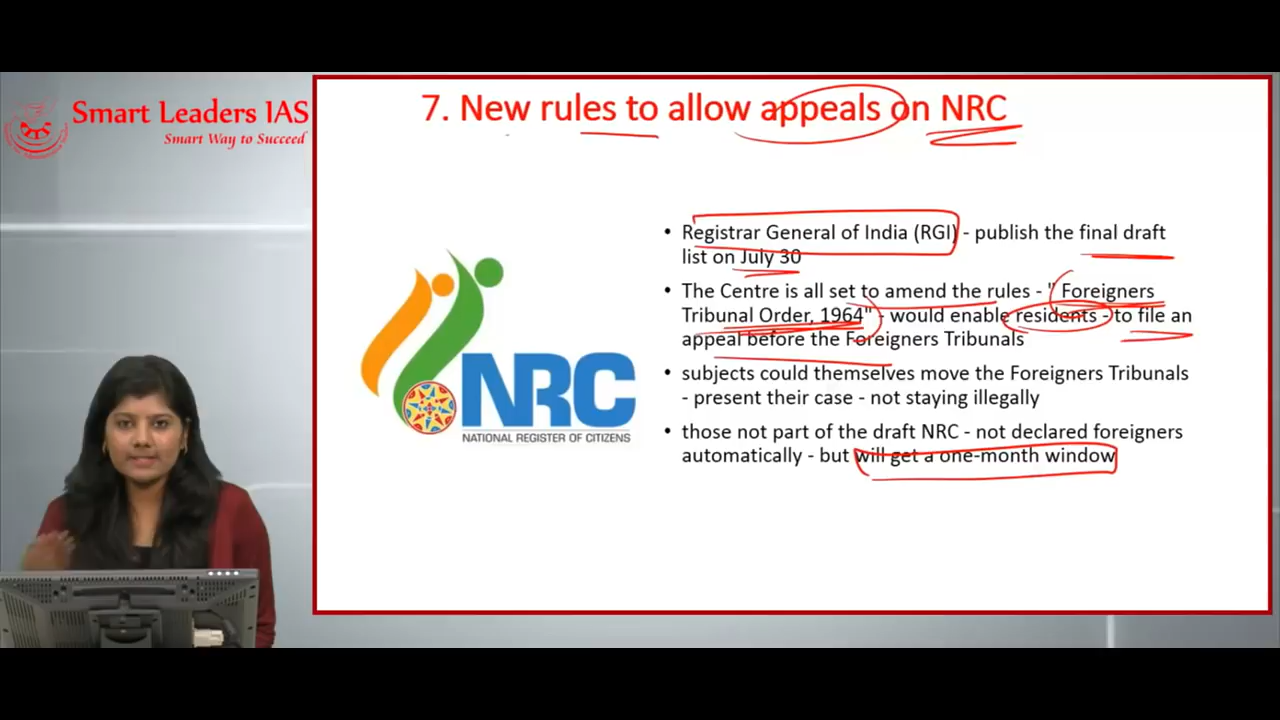 Smart Leaders IAS
Smart Way to Succeed
7. New rules to allow appeals on NRC
NRC
NATIONAL REGISTER OF CITIZENS
• Registrar General of India (RGI) - publish the final draft
list on July 30
• The Centre is all set to amend the rules - " Foreigners
Tribunal Order, 1964" - would enable residents - to file an
appeal before the Foreigners Tribunals
• subjects could themselves move the Foreigners Tribunals
- present their case - not staying illegally
• those not part of the draft NRC - not declared foreigners
automatically - but will get a one-month window